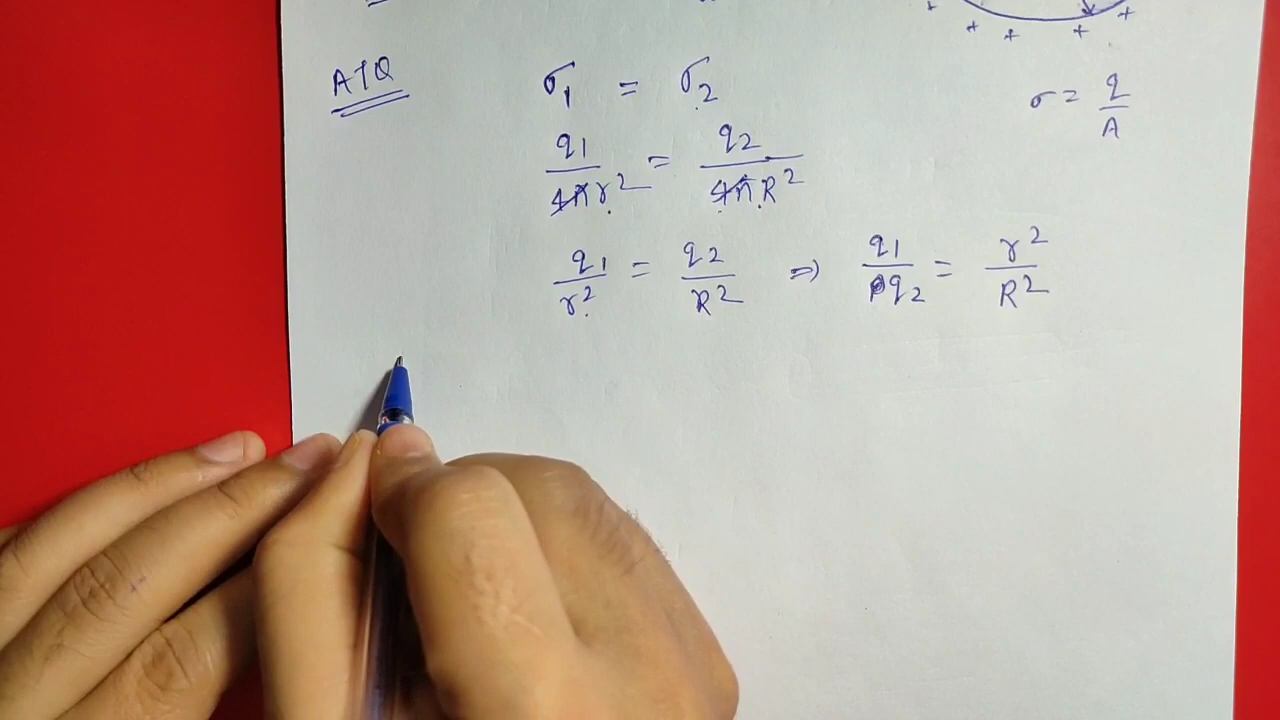 ATQ σ₁ = σ₂ σ = q/A
q₁/4πr² = q₂/4πR²
q₁/r² = q₂/R² ⇒ q₁/q₂ = r²/R²